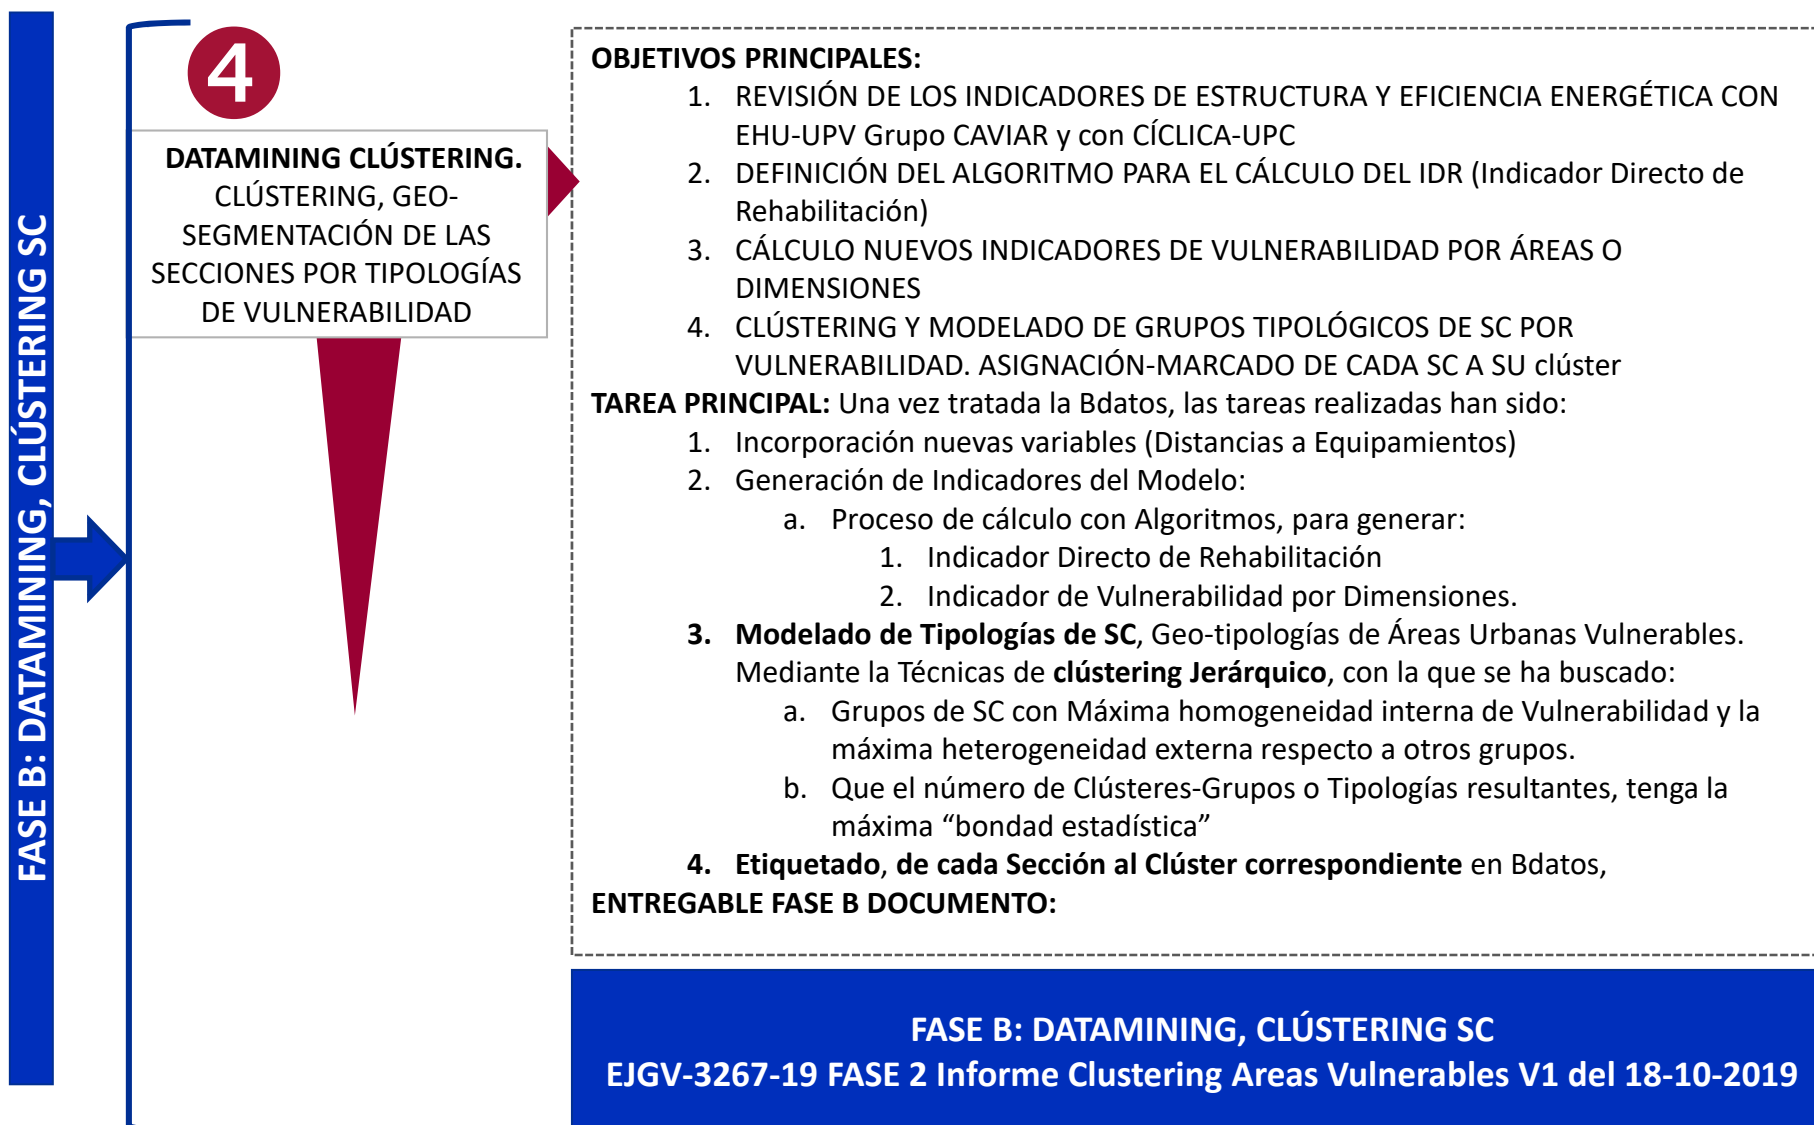 FASE B: DATAMINING, CLÚSTERING SC
4
DATAMINING CLÚSTERING.
CLÚSTERING, GEO-
SEGMENTACIÓN DE LAS
SECCIONES POR TIPOLOGÍAS
DE VULNERABILIDAD
OBJETIVOS PRINCIPALES:
1. REVISIÓN DE LOS INDICADORES DE ESTRUCTURA Y EFICIENCIA ENERGÉTICA CON
EHU-UPV Grupo CAVIAR y con CÍCLICA-UPC
2. DEFINICIÓN DEL ALGORITMO PARA EL CÁLCULO DEL IDR (Indicador Directo de
Rehabilitación)
3. CÁLCULO NUEVOS INDICADORES DE VULNERABILIDAD POR ÁREAS O
DIMENSIONES
4. CLÚSTERING Y MODELADO DE GRUPOS TIPOLÓGICOS DE SC POR
VULNERABILIDAD. ASIGNACIÓN-MARCADO DE CADA SC A SU clúster
TAREA PRINCIPAL: Una vez tratada la Bdatos, las tareas realizadas han sido:
1. Incorporación nuevas variables (Distancias a Equipamientos)
2. Generación de Indicadores del Modelo:
a. Proceso de cálculo con Algoritmos, para generar:
1. Indicador Directo de Rehabilitación
2. Indicador de Vulnerabilidad por Dimensiones.
3. Modelado de Tipologías de SC, Geo-tipologías de Áreas Urbanas Vulnerables.
Mediante la Técnicas de clústering Jerárquico, con la que se ha buscado:
a. Grupos de SC con Máxima homogeneidad interna de Vulnerabilidad y la
máxima heterogeneidad externa respecto a otros grupos.
b. Que el número de Clústeres-Grupos o Tipologías resultantes, tenga la
máxima “bondad estadística”
4. Etiquetado, de cada Sección al Clúster correspondiente en Bdatos,
ENTREGABLE FASE B DOCUMENTO:
FASE B: DATAMINING, CLÚSTERING SC
EJGV-3267-19 FASE 2 Informe Clustering Areas Vulnerables V1 del 18-10-2019